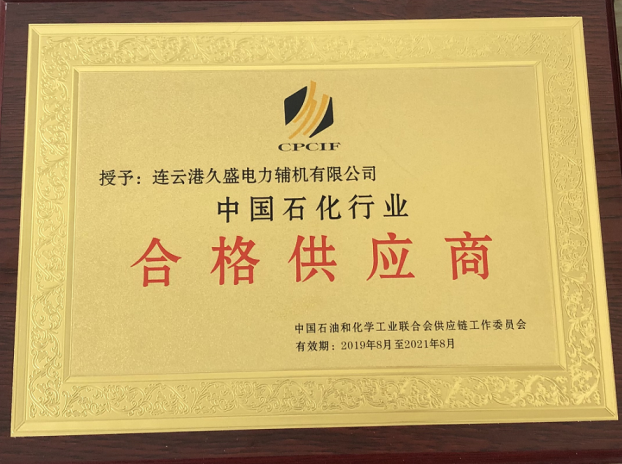 CPCIF
授予：连云港久盛电力辅机有限公司
中国石化行业
合格供应商
中国石油和化学工业联合会供应链工作委员会
有效期：2019年8月至2021年8月